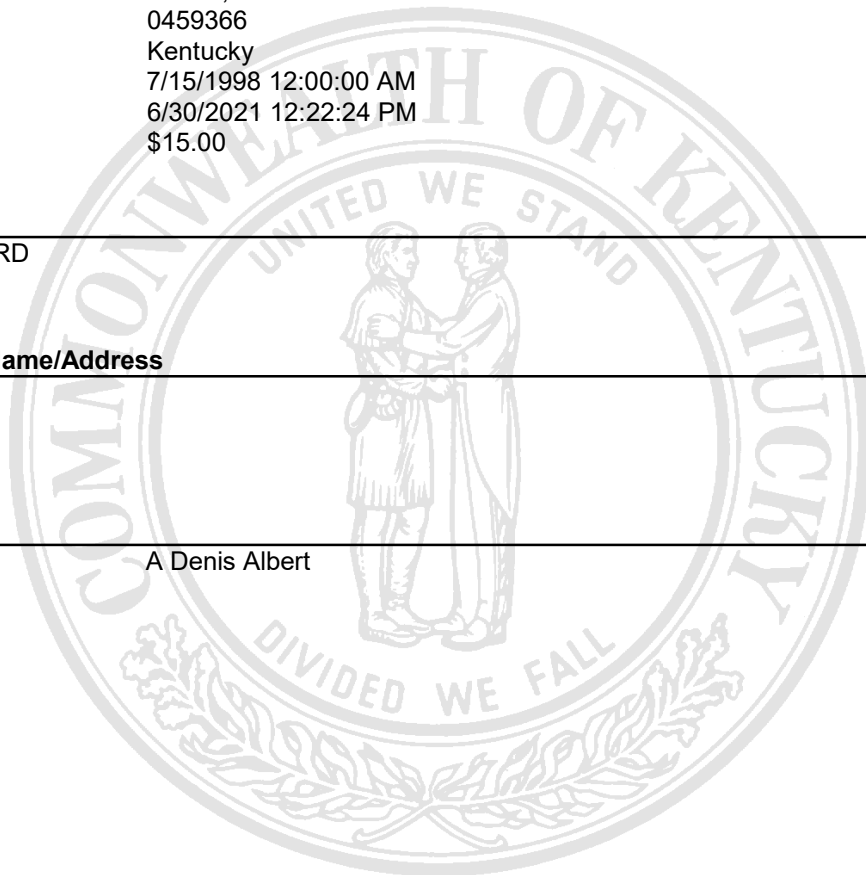 0459366
Kentucky
7/15/1998 12:00:00 AM
6/30/2021 12:22:24 PM
$15.00
COMMONWEALTH OF KENTUCKY
UNITED WE STAND
RD
ame/Address
A Denis Albert
DIVIDED WE FALL